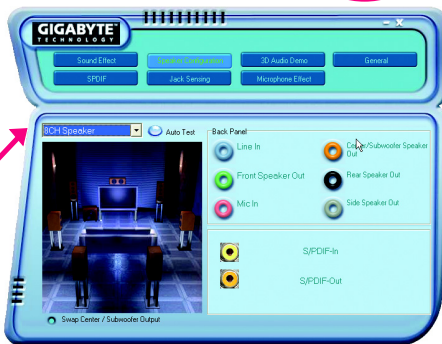 GIGABYTE™
TECHNOLOGY
Sound Effect
Speaker Configuration
3D Audio Demo
General
SPDIF
Jack Sensing
Microphone Effect
8CH Speaker
Auto Test
Back Panel
Line In
Center/Subwoofer Speaker
Out
Front Speaker Out
Rear Speaker Out
Mic In
Side Speaker Out
S/PDIF-In
S/PDIF-Out
Swap Center / Subwoofer Output